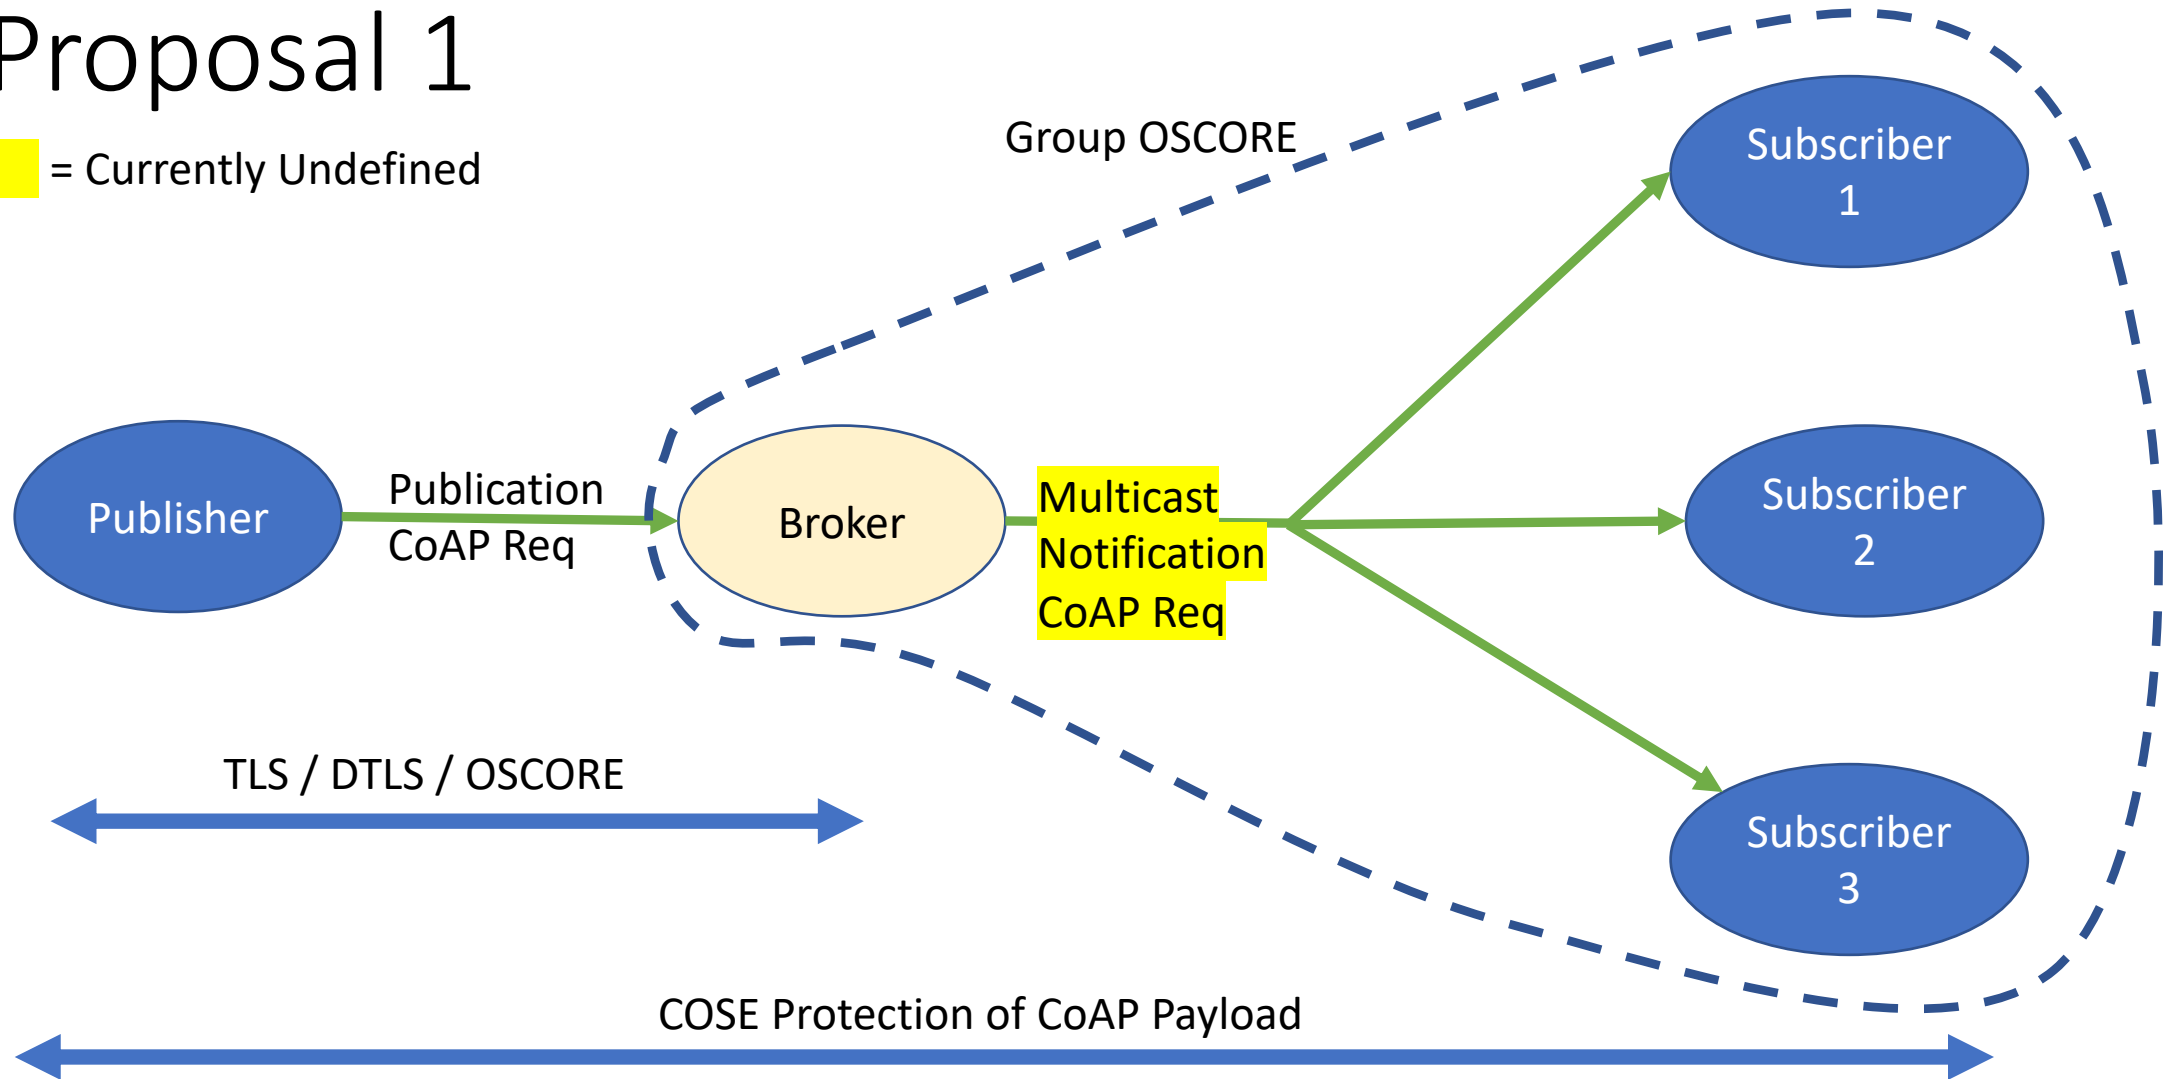 Proposal 1
= Currently Undefined
Group OSCORE
Subscriber
1
Publisher
Publication
CoAP Req
Broker
Multicast
Notification
CoAP Req
Subscriber
2
TLS / DTLS / OSCORE
Subscriber
3
COSE Protection of CoAP Payload